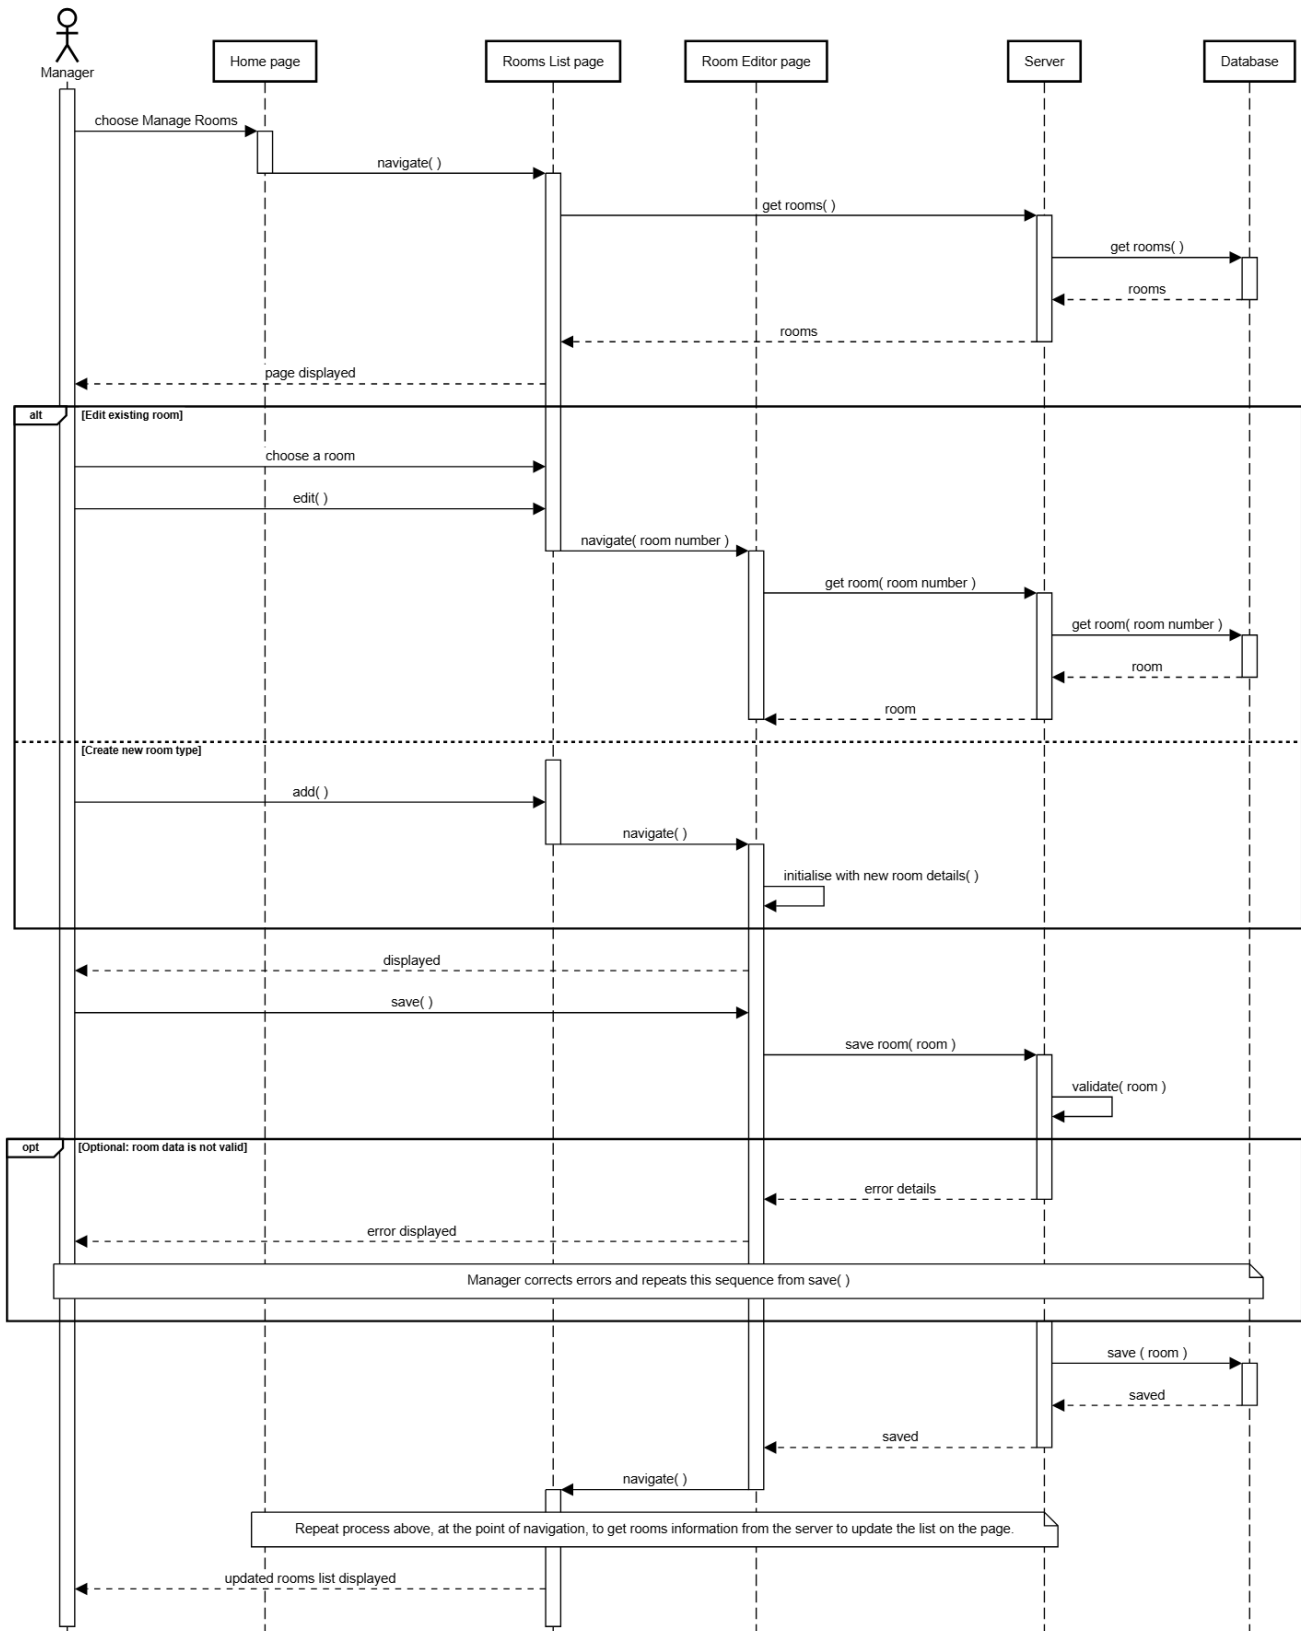 Manager
Home page
Rooms List page
Room Editor page
Server
Database
choose Manage Rooms
navigate( )
get rooms( )
get rooms( )
rooms
rooms
page displayed
alt
[Edit existing room]
choose a room
edit( )
navigate( room number )
get room( room number )
get room( room number )
room
room
[Create new room type]
add( )
navigate( )
initialise with new room details( )
displayed
save( )
save room( room )
validate( room )
opt
[Optional: room data is not valid]
error details
error displayed
Manager corrects errors and repeats this sequence from save( )
save ( room )
saved
saved
navigate( )
Repeat process above, at the point of navigation, to get rooms information from the server to update the list on the page.
updated rooms list displayed